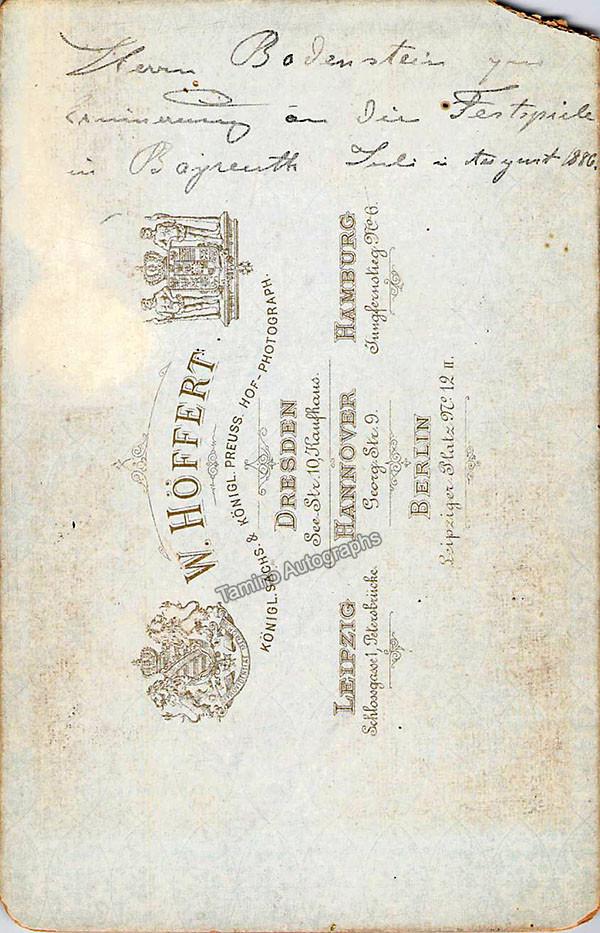 Herrn Bodenstein zur
Erinnerung an die Festspiele
in Bayreuth Juli u August 1886.
W. HÖFFERT.
KÖNIGL. SÄCHS. & KÖNIGL. PREUSS HOF-PHOTOGRAPH.
DRESDEN
See-Str. 10, Kaufhaus.
LEIPZIG
Schlossgasse 1, Petersbrücke.
HANNOVER
Georg-Str. 9.
HAMBURG
Jungfernstieg. No 6.
BERLIN
Leipziger Platz No. 12 II.
Tamino Autographs